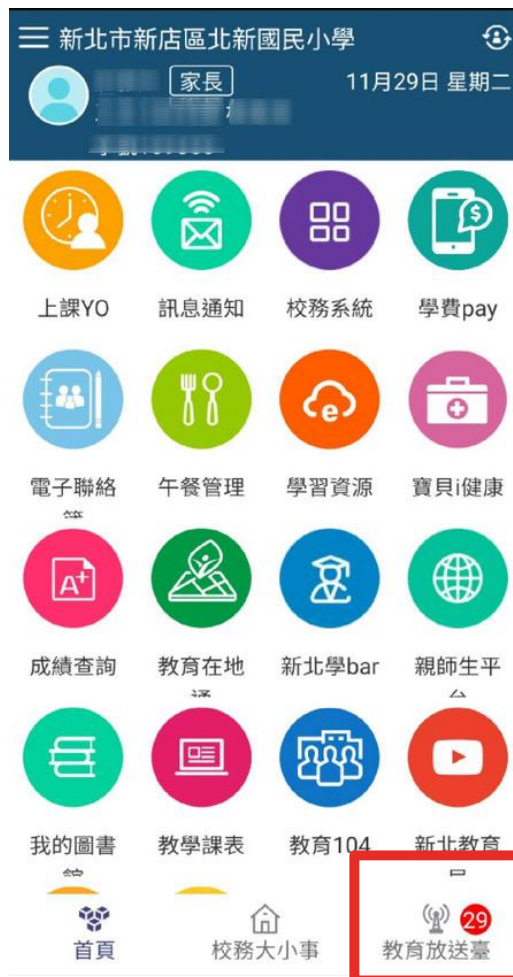 新北市新店區北新國民小學
家長
11月29日 星期二
上課YO
訊息通知
校務系統
學費pay
電子聯絡
午餐管理
學習資源
寶貝i健康
A+
成績查詢
教育在地
新北學bar
親師生平
我的圖書
教學課表
教育104
新北教育
29
首頁
校務大小事
教育放送臺